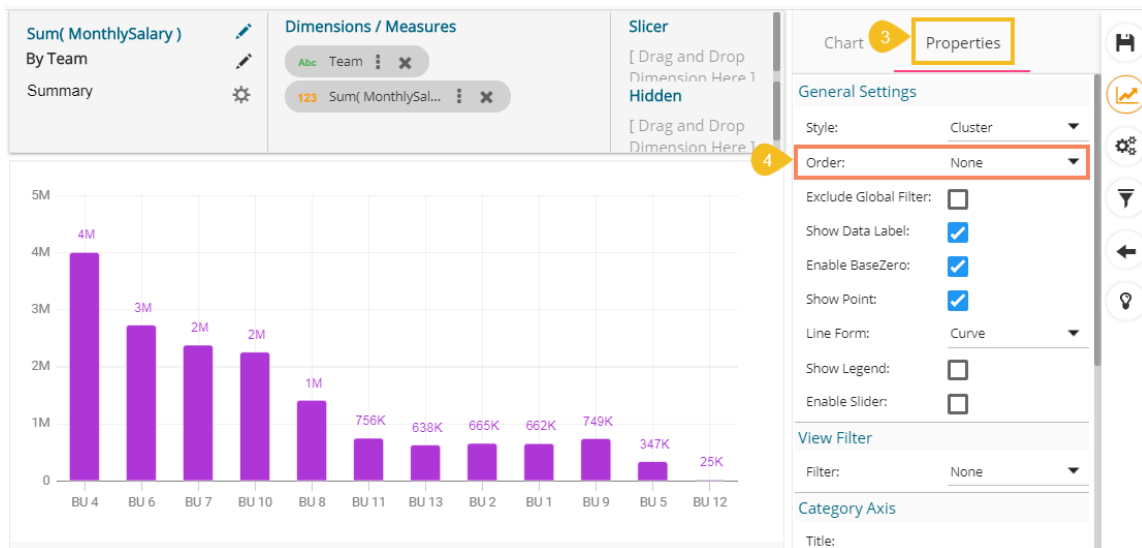 Sum( MonthlySalary )
By Team
Summary
Dimensions / Measures
Abc Team
123 Sum( MonthlySal...
Slicer
[ Drag and Drop
Dimension Here ]
Hidden
[ Drag and Drop
Dimension Here ]
Chart
3
Properties
General Settings
Style: Cluster
4
Order: None
Exclude Global Filter:
Show Data Label:
Enable BaseZero:
Show Point:
Line Form: Curve
Show Legend:
Enable Slider:
View Filter
Filter: None
Category Axis
Title:
5M
4M
3M
2M
1M
0
4M
3M
2M
2M
1M
756K
638K
665K
662K
749K
347K
25K
BU 4 BU 6 BU 7 BU 10 BU 8 BU 11 BU 13 BU 2 BU 1 BU 9 BU 5 BU 12